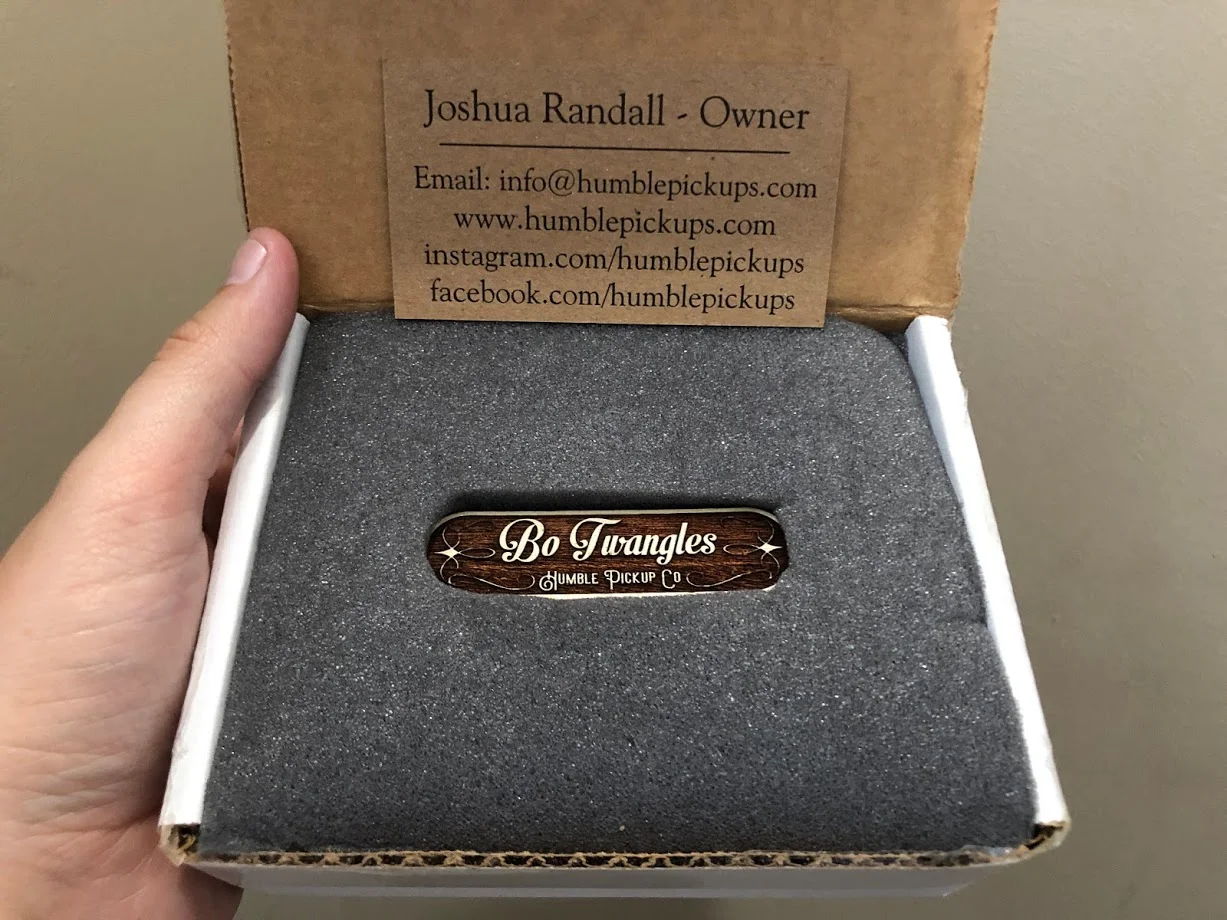 Joshua Randall - Owner
Email: info@humblepickups.com
www.humblepickups.com
instagram.com/humblepickups
facebook.com/humblepickups
Bo Twangles
Humble Pickup Co